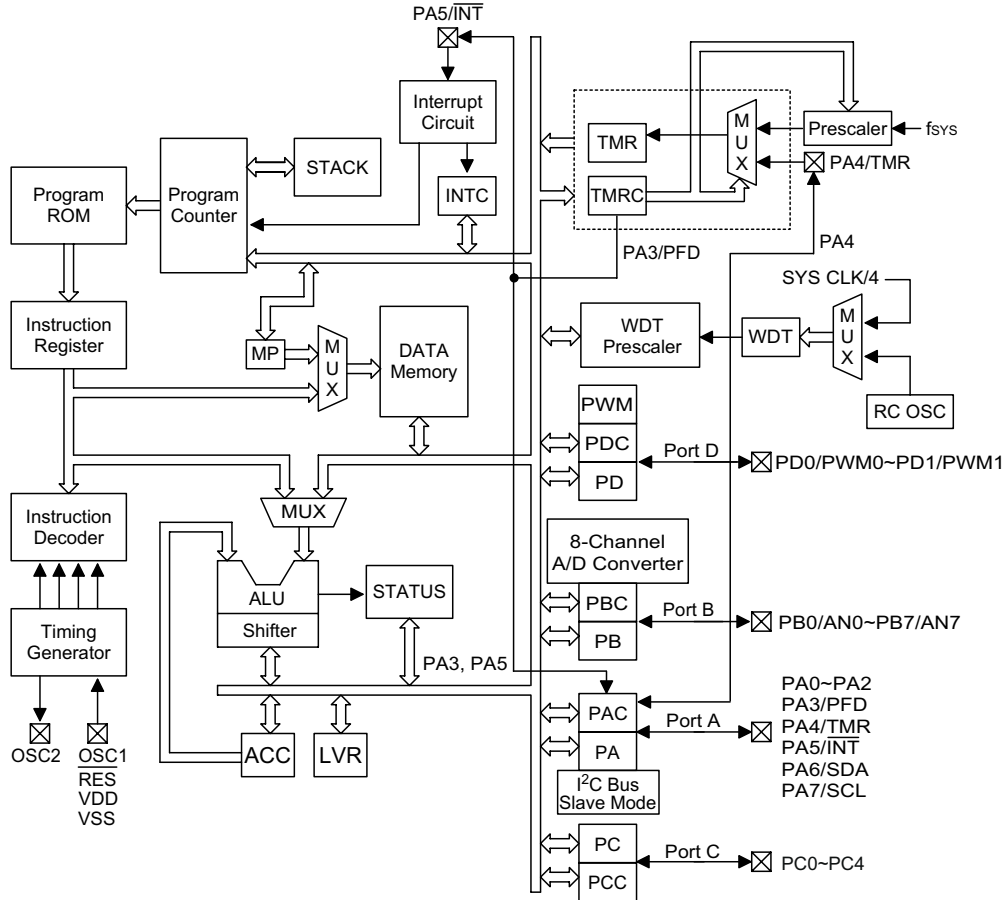 PA5/INT
Interrupt
Circuit
STACK
Program
ROM
Program
Counter
INTC
TMR
TMRC
M
U
X
Prescaler
fSYS
PA4/TMR
PA3/PFD
PA4
SYS CLK/4
Instruction
Register
MP
M
U
X
DATA
Memory
WDT
Prescaler
WDT
M
U
X
RC OSC
PWM
PDC
PD
Port D
PD0/PWM0~PD1/PWM1
MUX
Instruction
Decoder
8-Channel
A/D Converter
ALU
Shifter
STATUS
PBC
PB
Port B
PB0/AN0~PB7/AN7
Timing
Generator
PA3, PA5
PAC
PA
Port A
PA0~PA2
PA3/PFD
PA4/TMR
PA5/INT
PA6/SDA
PA7/SCL
I²C Bus
Slave Mode
OSC2
OSC1
RES
VDD
VSS
ACC
LVR
PC
PCC
Port C
PC0~PC4